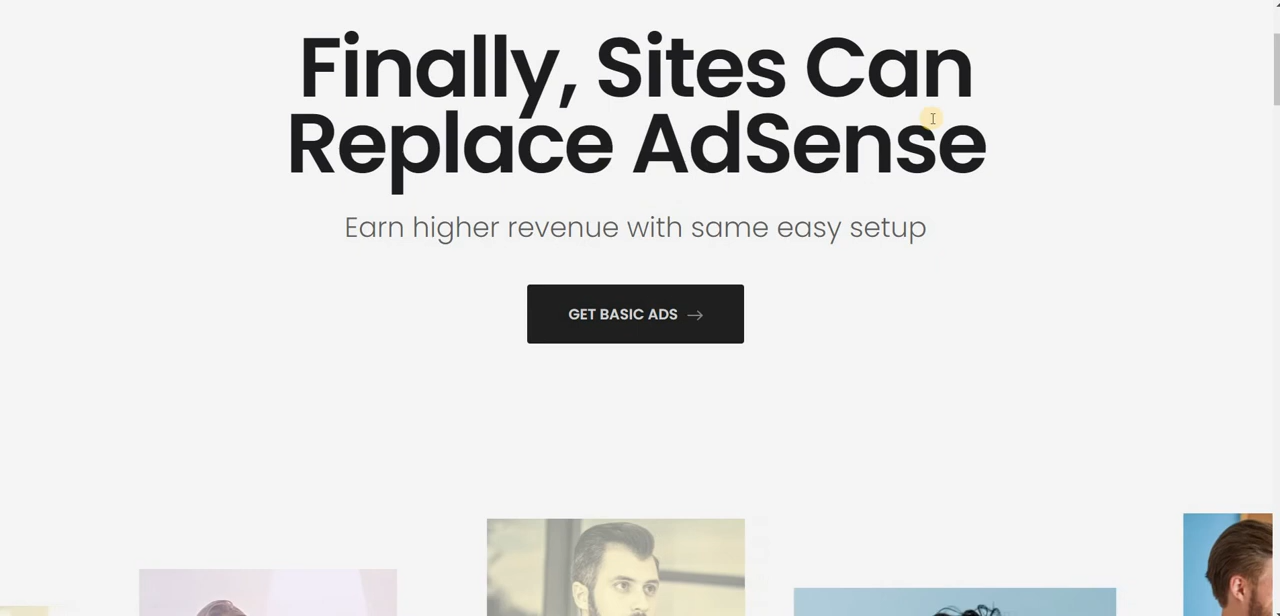 Finally, Sites Can
Replace AdSense
Earn higher revenue with same easy setup
GET BASIC ADS →